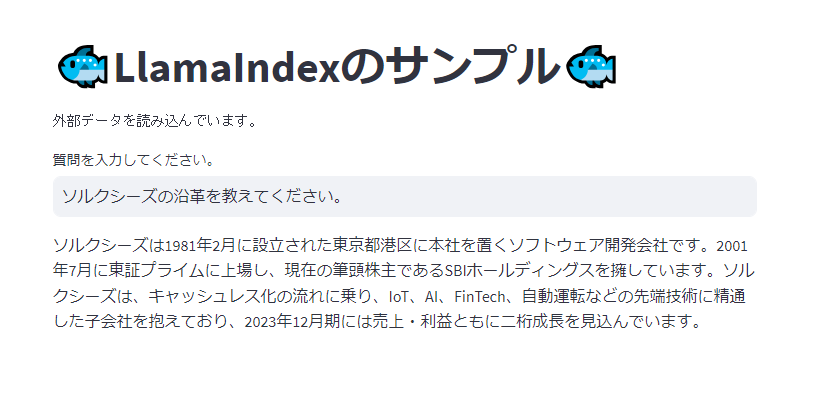 🐟LlamaIndexのサンプル🐟
外部データを読み込んでいます。
質問を入力してください。
ソルクシーズの沿革を教えてください。
ソルクシーズは1981年2月に設立された東京都港区に本社を置くソフトウェア開発会社です。2001
年7月に東証プライムに上場し、現在の筆頭株主であるSBIホールディングスを擁しています。ソル
クシーズは、キャッシュレス化の流れに乗り、IoT、AI、FinTech、自動運転などの先端技術に精通
した子会社を抱えており、2023年12月期には売上・利益ともに二桁成長を見込んでいます。